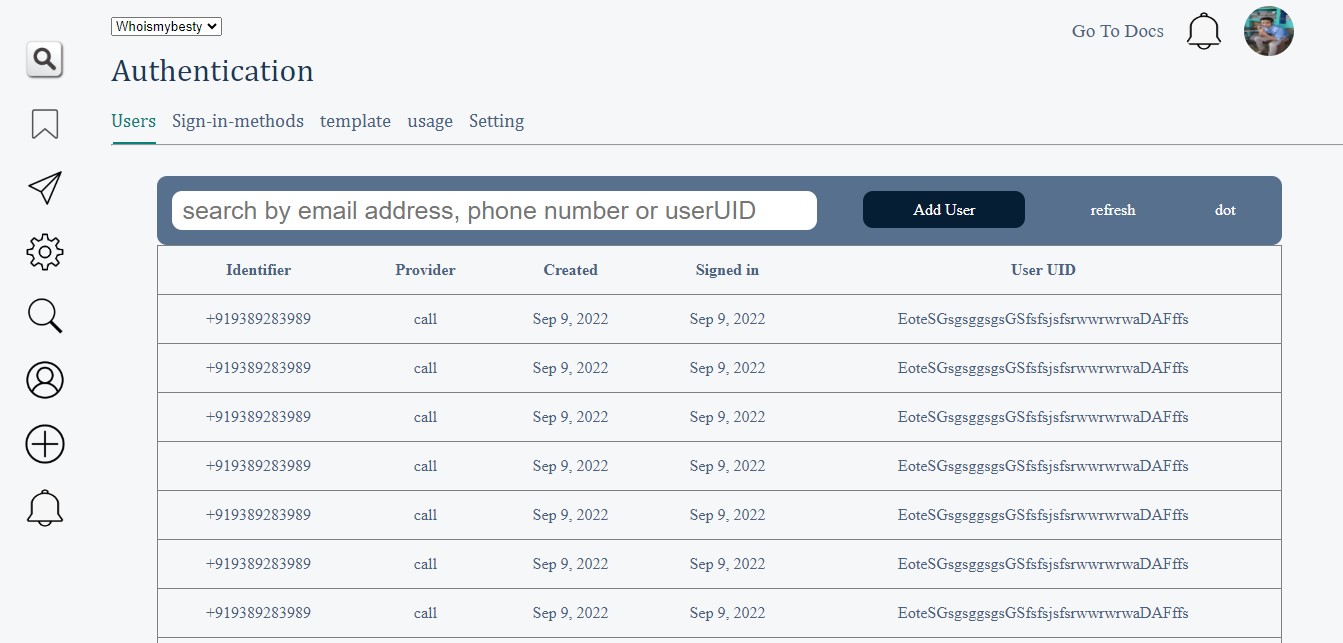 Whoismybesty
Go To Docs
Authentication
Users Sign-in-methods template usage Setting
search by email address, phone number or userUID Add User refresh dot
Identifier Provider Created Signed in User UID
+919389283989 call Sep 9, 2022 Sep 9, 2022 EoteSGsgsggsgsGSfsfsjsfsrwwrwrwaDAFffs
+919389283989 call Sep 9, 2022 Sep 9, 2022 EoteSGsgsggsgsGSfsfsjsfsrwwrwrwaDAFffs
+919389283989 call Sep 9, 2022 Sep 9, 2022 EoteSGsgsggsgsGSfsfsjsfsrwwrwrwaDAFffs
+919389283989 call Sep 9, 2022 Sep 9, 2022 EoteSGsgsggsgsGSfsfsjsfsrwwrwrwaDAFffs
+919389283989 call Sep 9, 2022 Sep 9, 2022 EoteSGsgsggsgsGSfsfsjsfsrwwrwrwaDAFffs
+919389283989 call Sep 9, 2022 Sep 9, 2022 EoteSGsgsggsgsGSfsfsjsfsrwwrwrwaDAFffs
+919389283989 call Sep 9, 2022 Sep 9, 2022 EoteSGsgsggsgsGSfsfsjsfsrwwrwrwaDAFffs